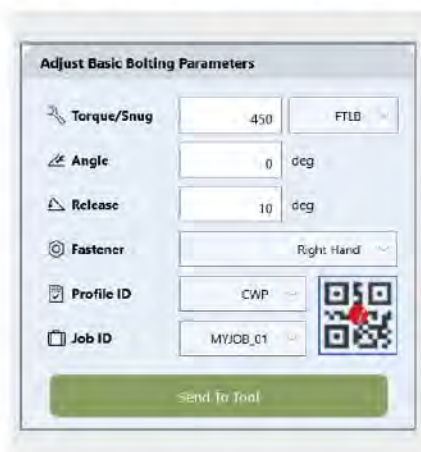 Adjust Basic Bolting Parameters
Torque/Snug 450 FTLB
Angle 0 deg
Release 10 deg
Fastener Right Hand
Profile ID CWP
Job ID MYJOB_01
Send To Tool